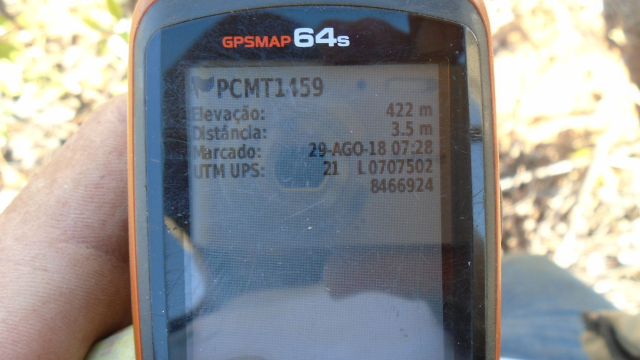 GPSMAP 64s
PCMT1459
Elevação: 422 m
Distância: 3.5 m
Marcado: 29-AGO-18 07:28
UTM UPS: 21 L 0707502
8466924